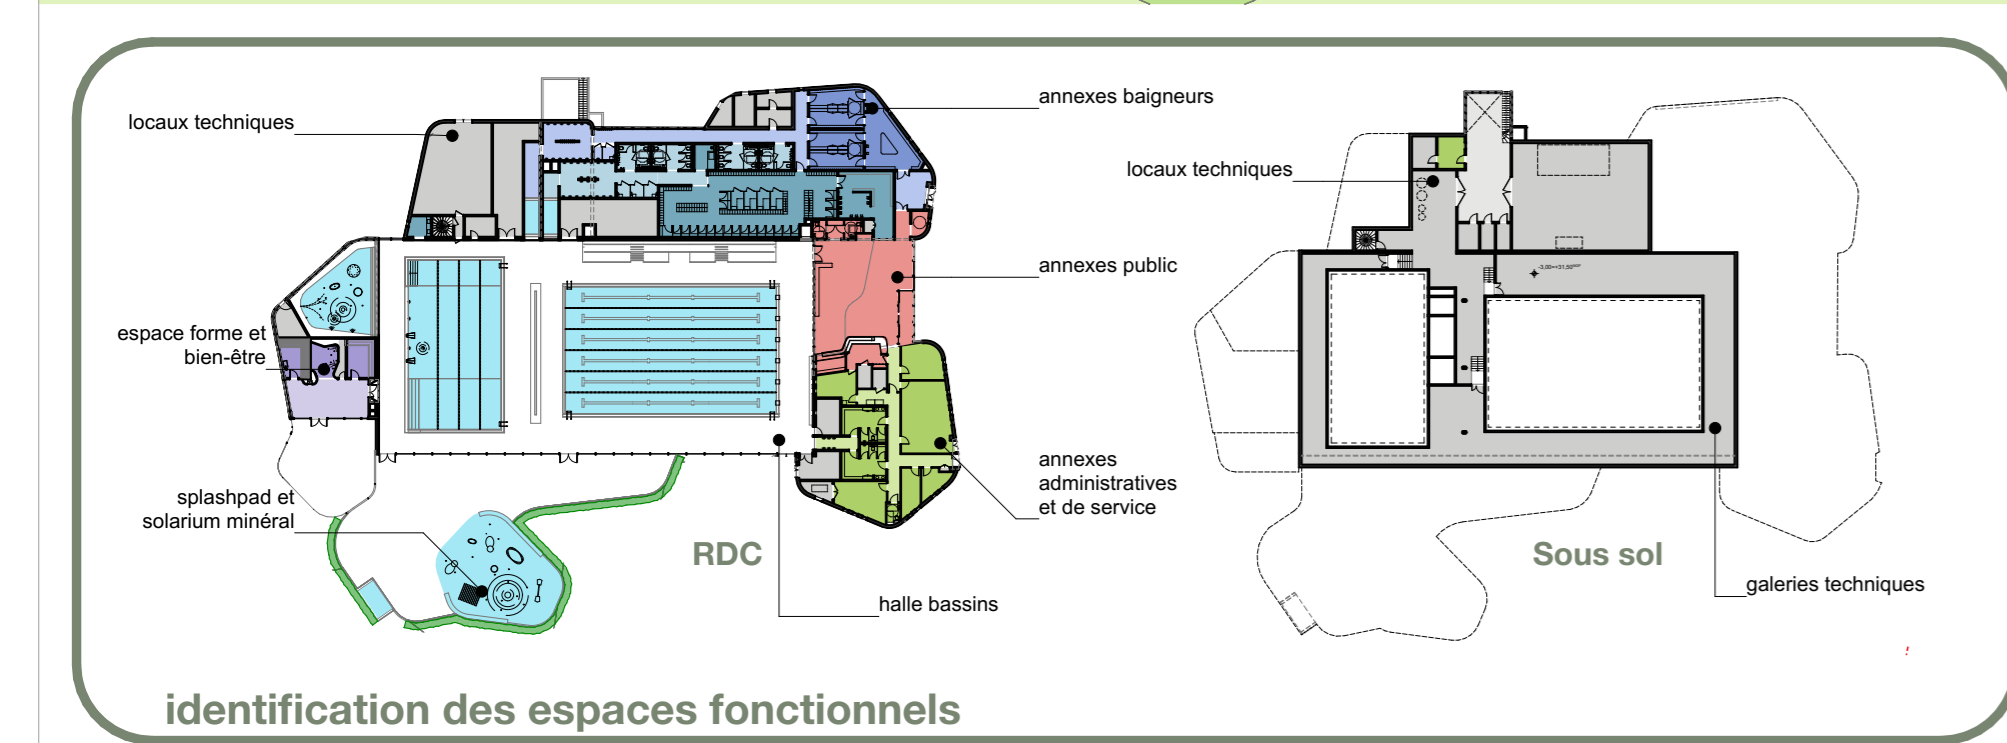 locaux techniques
annexes baigneurs
annexes public
espace forme et
bien-être
splashpad et
solarium minéral
annexes
administratives
et de service
RDC
halle bassins
locaux techniques
Sous sol
galeries techniques
identification des espaces fonctionnels